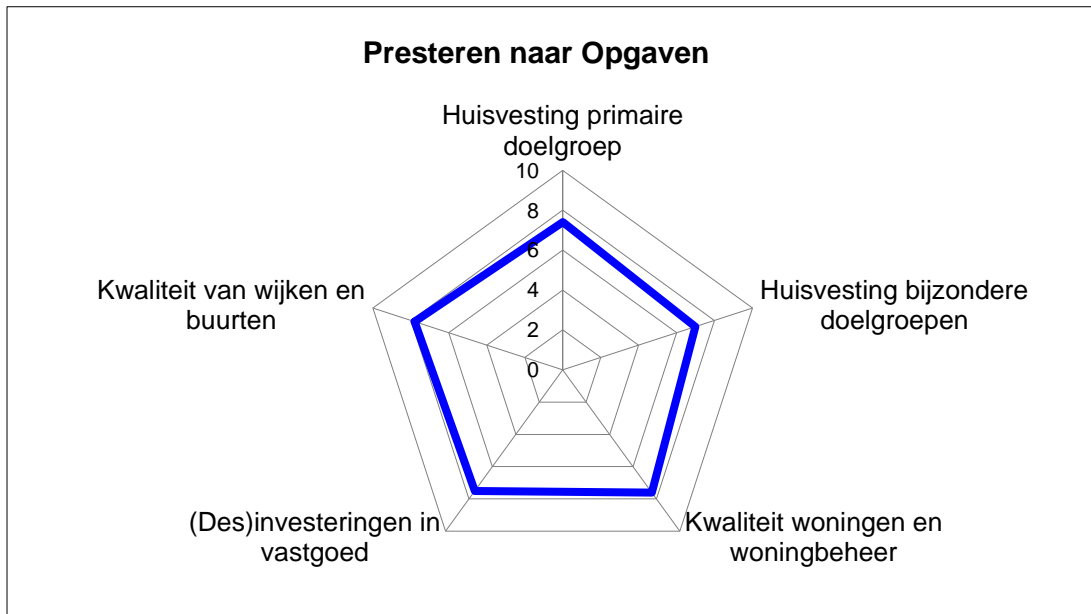 Presteren naar Opgaven
Huisvesting primaire
doelgroep
10
8
6
4
2
0
Huisvesting bijzondere
doelgroepen
Kwaliteit woningen en
woningbeheer
(Des)investeringen in
vastgoed
Kwaliteit van wijken en
buurten